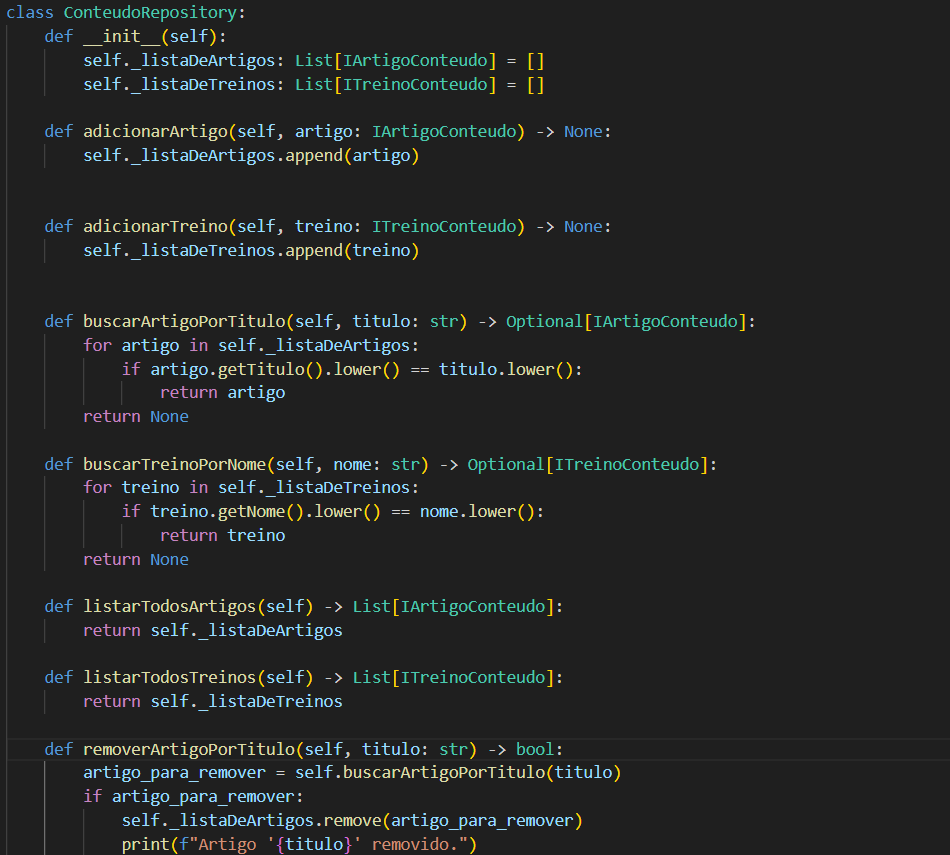 class ConteudoRepository:
    def __init__(self):
        self._listaDeArtigos: List[IArtigoConteudo] = []
        self._listaDeTreinos: List[ITreinoConteudo] = []
    def adicionarArtigo(self, artigo: IArtigoConteudo) -> None:
        self._listaDeArtigos.append(artigo)
    def adicionarTreino(self, treino: ITreinoConteudo) -> None:
        self._listaDeTreinos.append(treino)
    def buscarArtigoPorTitulo(self, titulo: str) -> Optional[IArtigoConteudo]:
        for artigo in self._listaDeArtigos:
            if artigo.getTitulo().lower() == titulo.lower():
                return artigo
        return None
    def buscarTreinoPorNome(self, nome: str) -> Optional[ITreinoConteudo]:
        for treino in self._listaDeTreinos:
            if treino.getNome().lower() == nome.lower():
                return treino
        return None
    def listarTodosArtigos(self) -> List[IArtigoConteudo]:
        return self._listaDeArtigos
    def listarTodosTreinos(self) -> List[ITreinoConteudo]:
        return self._listaDeTreinos
    def removerArtigoPorTitulo(self, titulo: str) -> bool:
        artigo_para_remover = self.buscarArtigoPorTitulo(titulo)
        if artigo_para_remover:
            self._listaDeArtigos.remove(artigo_para_remover)
            print(f"Artigo '{titulo}' removido.")